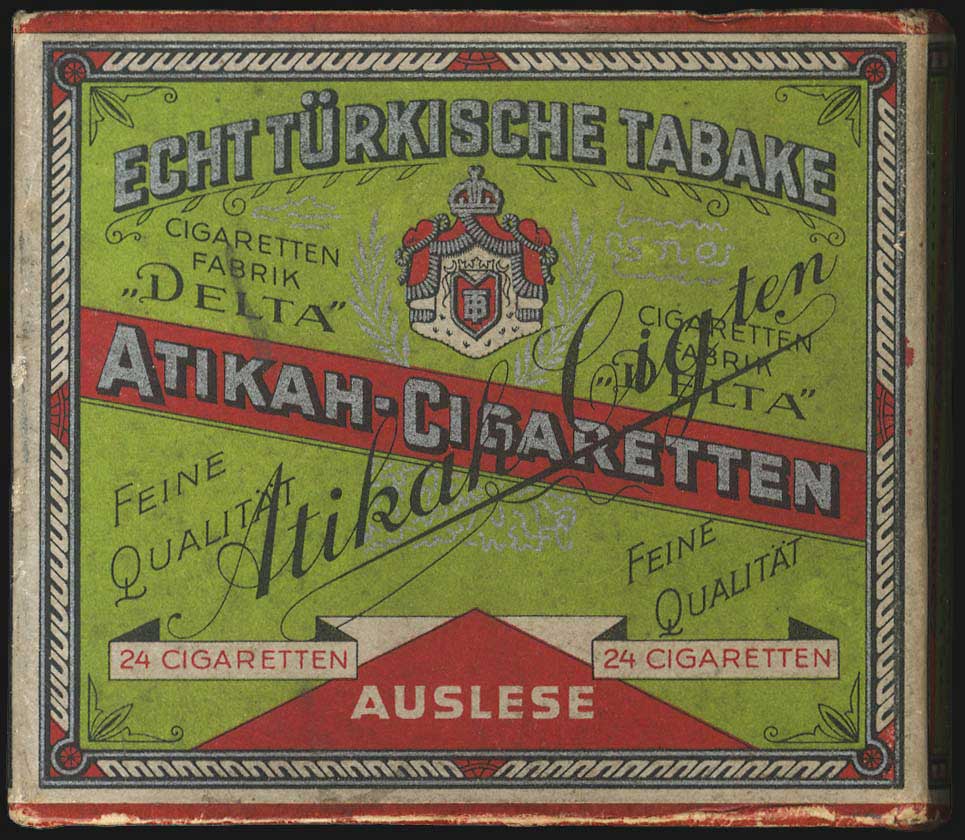 ECHT TÜRKISCHE TABAKE
CIGARETTEN
FABRIK
„DELTA”
CIGARETTEN
FABRIK
„DELTA”
ATIKAH-CIGARETTEN
Atikah Cigten
FEINE
QUALITÄT
FEINE
QUALITÄT
24 CIGARETTEN
24 CIGARETTEN
AUSLESE